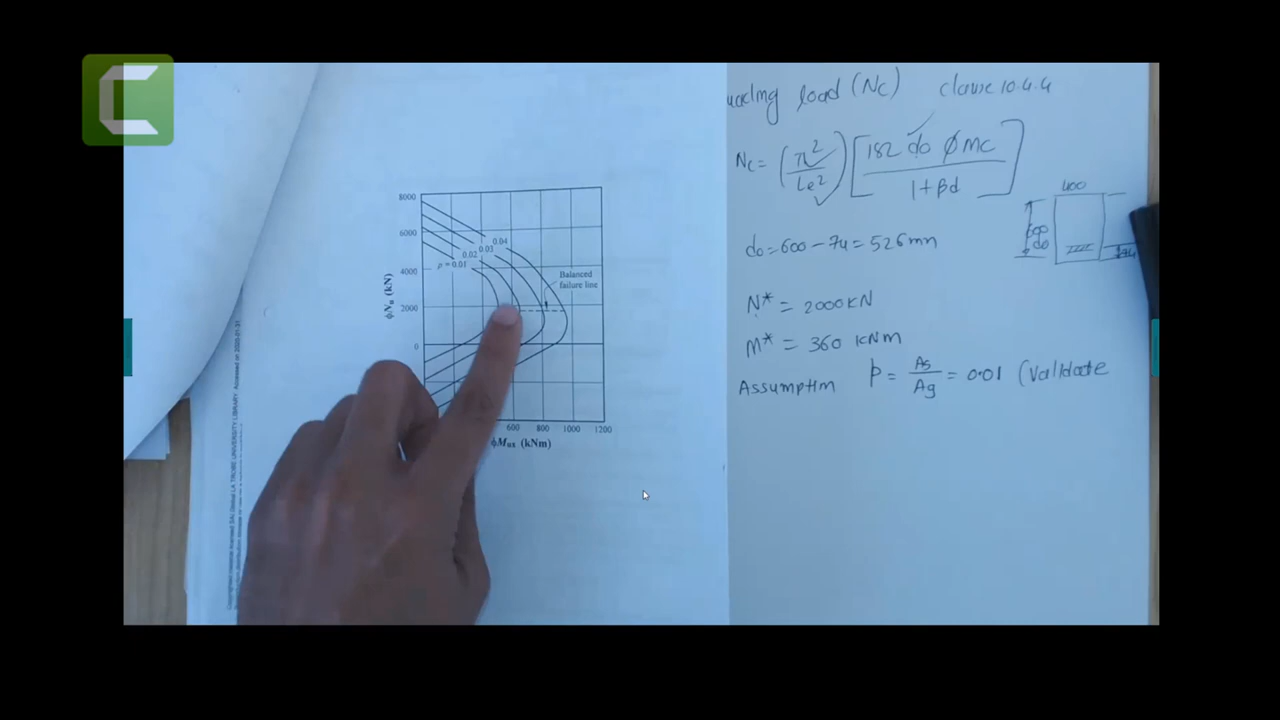 8000
6000
4000
2000
0
ϕNu (kN)
0.04
0.03
0.02
p = 0.01
Balanced
failure line
600 800 1000 1200
ϕMux (kNm)
load (Nc) clause 10.4.4
Nc = (π²/Le²) [182 do ϕMc / 1+βd]
400
600
do
74
do = 600 - 74 = 526mm
N* = 2000KN
M* = 360 KNM
Assumption p = As/Ag = 0.01 (Validate